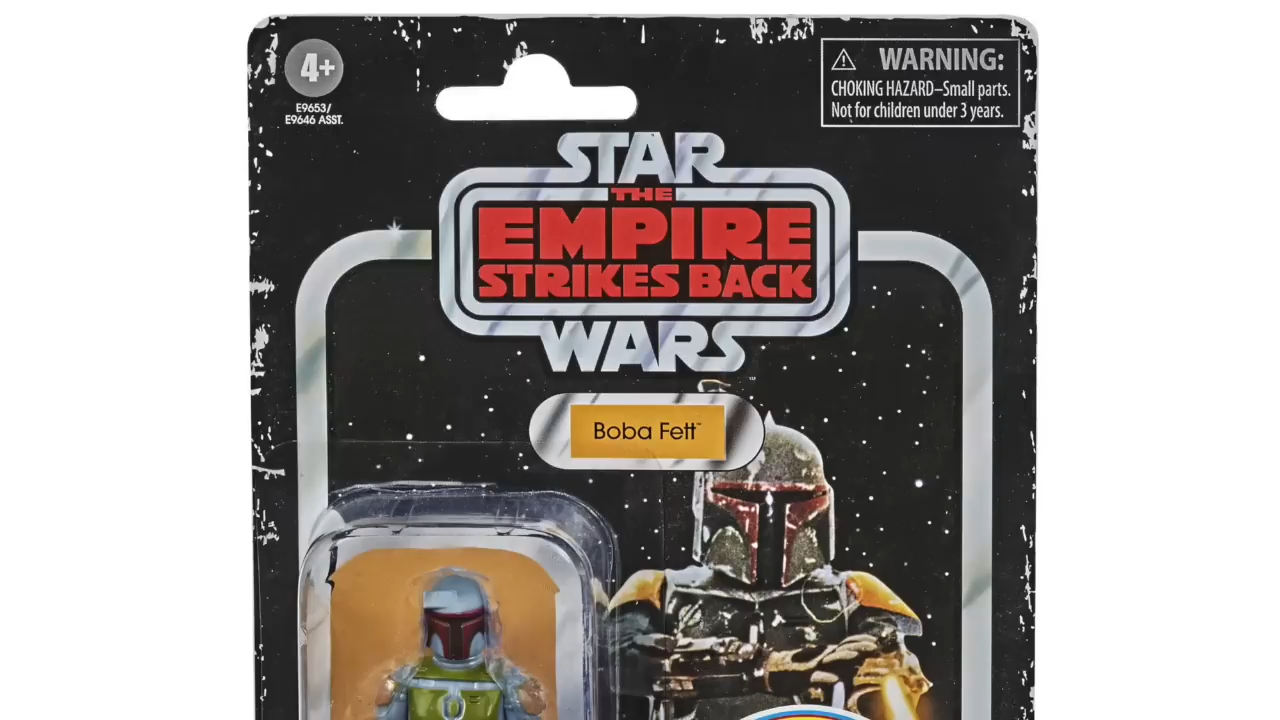 4+
E9653/
E9646 ASST.
⚠ WARNING:
CHOKING HAZARD–Small parts.
Not for children under 3 years.
STAR
THE
EMPIRE
STRIKES BACK
WARS
™
Boba Fett™